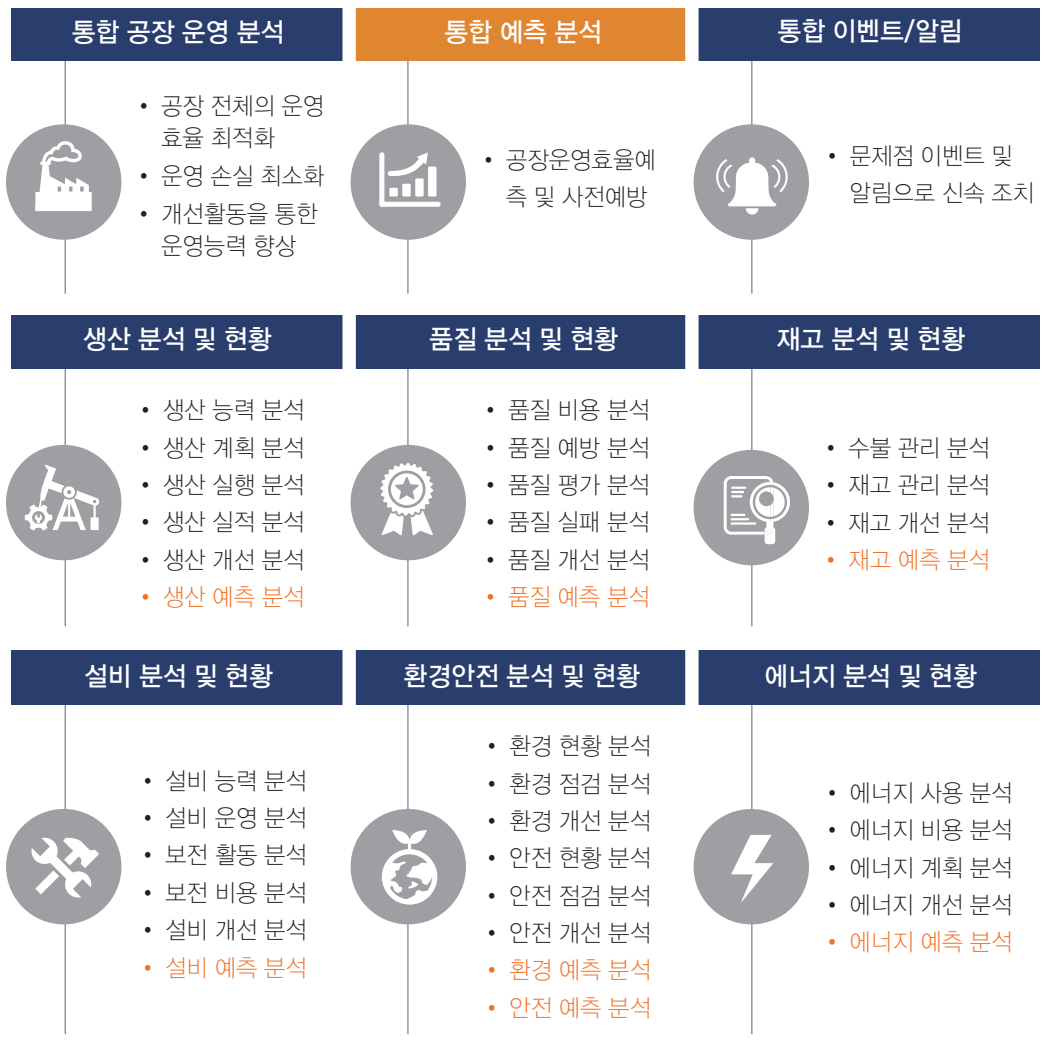 통합 공장 운영 분석
• 공장 전체의 운영
효율 최적화
• 운영 손실 최소화
• 개선활동을 통한
운영능력 향상
통합 예측 분석
• 공장운영효율예
측 및 사전예방
통합 이벤트/알림
• 문제점 이벤트 및
알림으로 신속 조치
생산 분석 및 현황
• 생산 능력 분석
• 생산 계획 분석
• 생산 실행 분석
• 생산 실적 분석
• 생산 개선 분석
• 생산 예측 분석
품질 분석 및 현황
• 품질 비용 분석
• 품질 예방 분석
• 품질 평가 분석
• 품질 실패 분석
• 품질 개선 분석
• 품질 예측 분석
재고 분석 및 현황
• 수불 관리 분석
• 재고 관리 분석
• 재고 개선 분석
• 재고 예측 분석
설비 분석 및 현황
• 설비 능력 분석
• 설비 운영 분석
• 보전 활동 분석
• 보전 비용 분석
• 설비 개선 분석
• 설비 예측 분석
환경안전 분석 및 현황
• 환경 현황 분석
• 환경 점검 분석
• 환경 개선 분석
• 안전 현황 분석
• 안전 점검 분석
• 안전 개선 분석
• 환경 예측 분석
• 안전 예측 분석
에너지 분석 및 현황
• 에너지 사용 분석
• 에너지 비용 분석
• 에너지 계획 분석
• 에너지 개선 분석
• 에너지 예측 분석